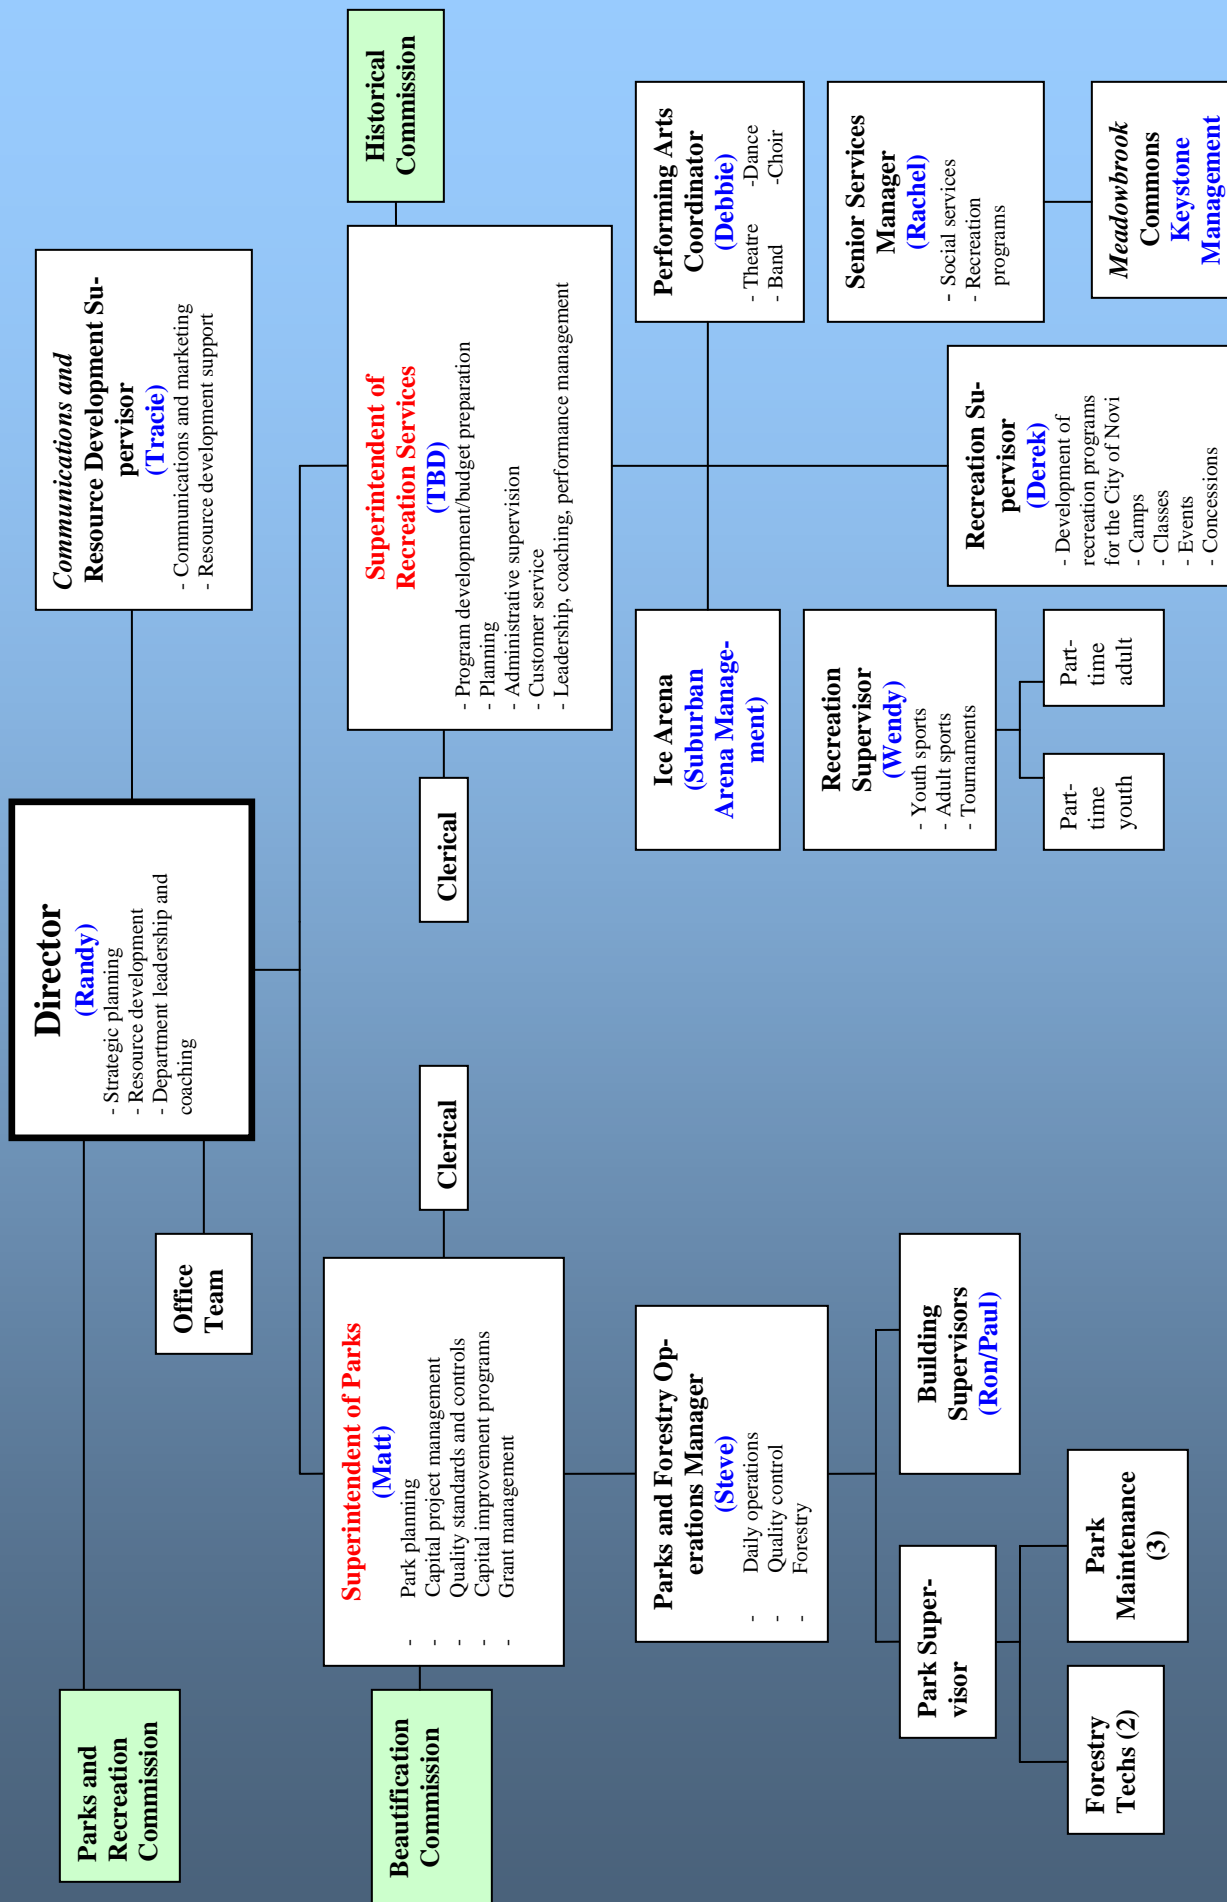 Parks and
Recreation
Commission
Director
(Randy)
- Strategic planning
- Resource development
- Department leadership and
coaching
Office
Team
Communications and
Resource Development Su-
pervisor
(Tracie)
- Communications and marketing
- Resource development support
Beautification
Commission
Superintendent of Parks
(Matt)
- Park planning
- Capital project management
- Quality standards and controls
- Capital improvement programs
- Grant management
Clerical
Clerical
Superintendent of
Recreation Services
(TBD)
- Program development/budget preparation
- Planning
- Administrative supervision
- Customer service
- Leadership, coaching, performance management
Historical
Commission
Parks and Forestry Op-
erations Manager
(Steve)
- Daily operations
- Quality control
- Forestry
Park Super-
visor
Building
Supervisors
(Ron/Paul)
Forestry
Techs (2)
Park
Maintenance
(3)
Ice Arena
(Suburban
Arena Manage-
ment)
Performing Arts
Coordinator
(Debbie)
- Theatre -Dance
- Band -Choir
Recreation
Supervisor
(Wendy)
- Youth sports
- Adult sports
- Tournaments
Part-
time
youth
Part-
time
adult
Recreation Su-
pervisor
(Derek)
- Development of
recreation programs
for the City of Novi
- Camps
- Classes
- Events
- Concessions
Senior Services
Manager
(Rachel)
- Social services
- Recreation
programs
Meadowbrook
Commons
Keystone
Management